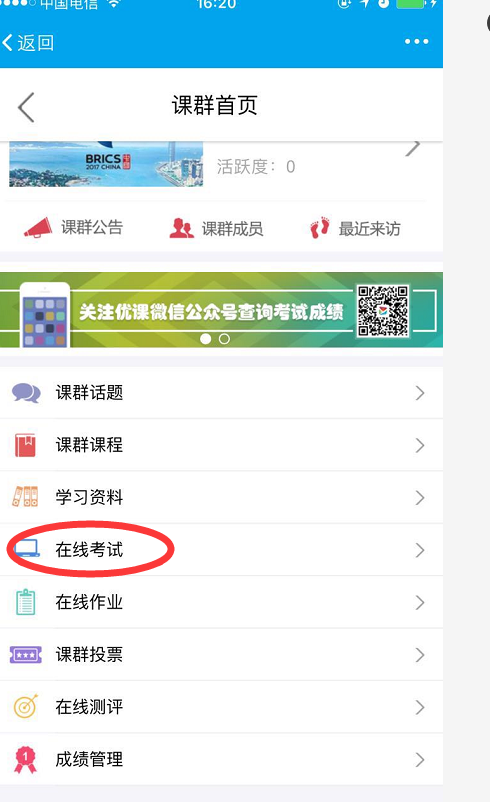 中国电信 16:20
返回
课群首页
BRICS
2017 CHINA
活跃度：0
课群公告 课群成员 最近来访
关注优课微信公众号查询考试成绩
课群话题
课群课程
学习资料
在线考试
在线作业
课群投票
在线测评
1 成绩管理